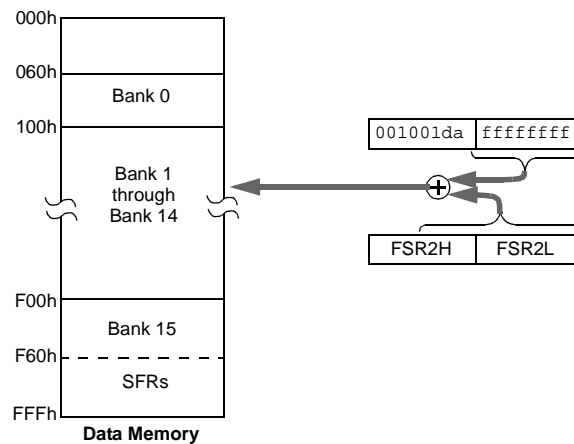 000h
060h
Bank 0
100h
001001da ffffffff
Bank 1
through
Bank 14
FSR2H FSR2L
F00h
Bank 15
F60h
SFRs
FFFh
Data Memory